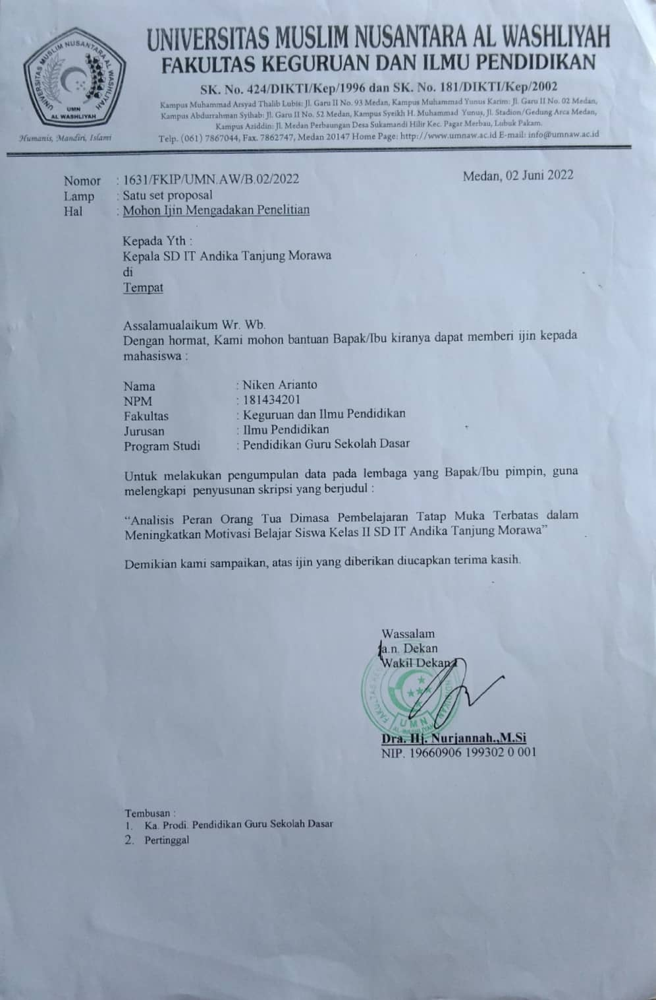 UNIVERSITAS MUSLIM NUSANTARA AL WASHLIYAH
FAKULTAS KEGURUAN DAN ILMU PENDIDIKAN
SK. No. 424/DIKTI/Kep/1996 dan SK. No. 181/DIKTI/Kep/2002
Kampus Muhammad Arsyad Thalib Lubis: Jl. Garu II No. 93 Medan, Kampus Muhammad Yunus Karim: Jl. Garu II No. 02 Medan,
Kampus Abdurrahman Syihab: Jl. Garu II No. 52 Medan, Kampus Syeikh H. Muhammad Yunus, Jl. Stadion/Gedung Arca Medan,
Kampus Aziddin: Jl. Medan Perbaungan Desa Sukamandi Hilir Kec. Pagar Merbau, Lubuk Pakam.
Telp. (061) 7867044, Fax. 7862747, Medan 20147 Home Page: http://www.umnaw.ac.id E-mail: info@umnaw.ac.id
UNIVERSITAS MUSLIM NUSANTARA AL WASHLIYAH
UMN
AL WASHLIYAH
Humanis, Mandiri, Islami
Nomor : 1631/FKIP/UMN.AW/B.02/2022 Medan, 02 Juni 2022
Lamp : Satu set proposal
Hal : Mohon Ijin Mengadakan Penelitian
Kepada Yth :
Kepala SD IT Andika Tanjung Morawa
di
Tempat
Assalamualaikum Wr. Wb.
Dengan hormat, Kami mohon bantuan Bapak/Ibu kiranya dapat memberi ijin kepada
mahasiswa :
Nama : Niken Arianto
NPM : 181434201
Fakultas : Keguruan dan Ilmu Pendidikan
Jurusan : Ilmu Pendidikan
Program Studi : Pendidikan Guru Sekolah Dasar
Untuk melakukan pengumpulan data pada lembaga yang Bapak/Ibu pimpin, guna
melengkapi penyusunan skripsi yang berjudul :
“Analisis Peran Orang Tua Dimasa Pembelajaran Tatap Muka Terbatas dalam
Meningkatkan Motivasi Belajar Siswa Kelas II SD IT Andika Tanjung Morawa”
Demikian kami sampaikan, atas ijin yang diberikan diucapkan terima kasih.
Wassalam
a.n. Dekan
Wakil Dekan
UMN
Dra. Hj. Nurjannah.,M.Si
NIP. 19660906 199302 0 001
Tembusan :
1. Ka. Prodi. Pendidikan Guru Sekolah Dasar
2. Pertinggal